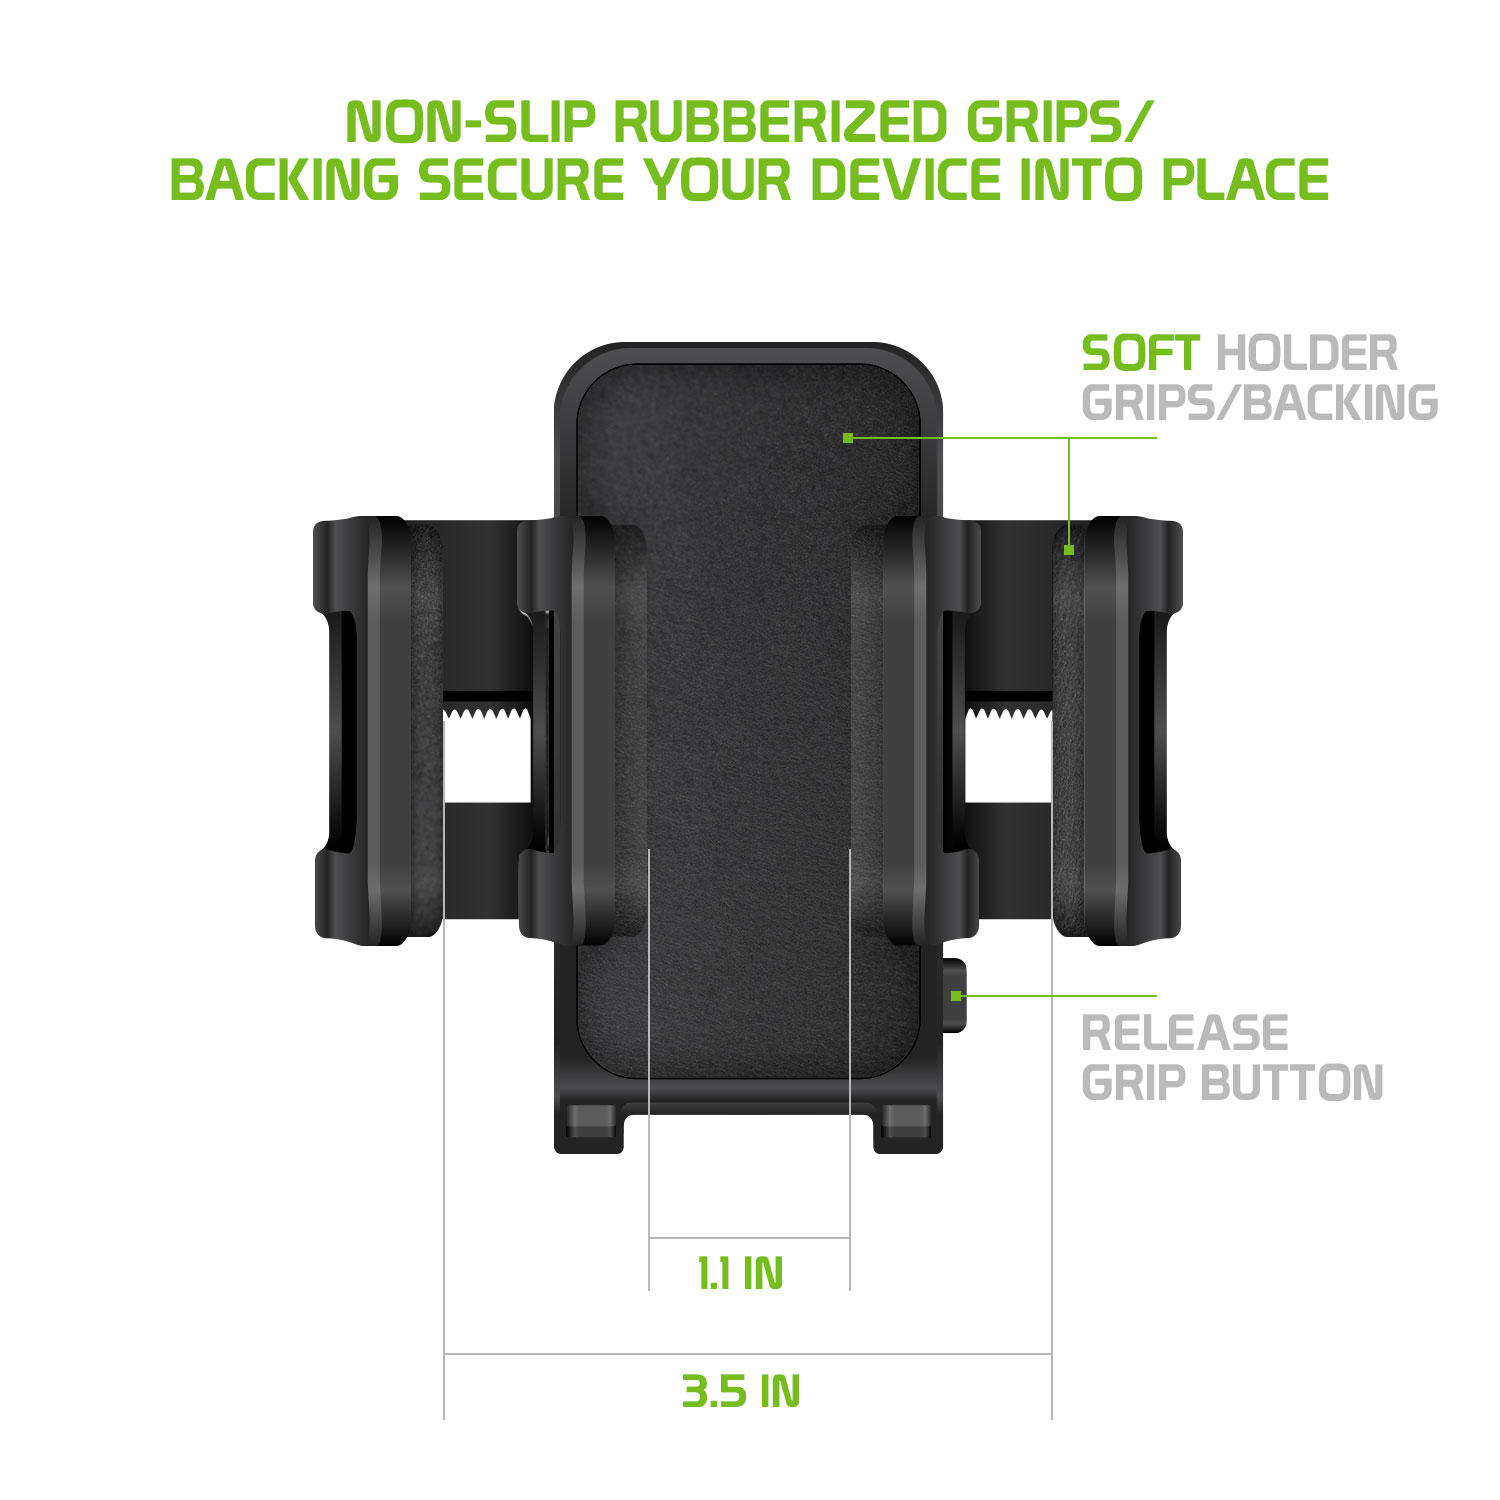 NON-SLIP RUBBERIZED GRIPS/
BACKING SECURE YOUR DEVICE INTO PLACE
SOFT HOLDER
GRIPS/BACKING
RELEASE
GRIP BUTTON
1.1 IN
3.5 IN